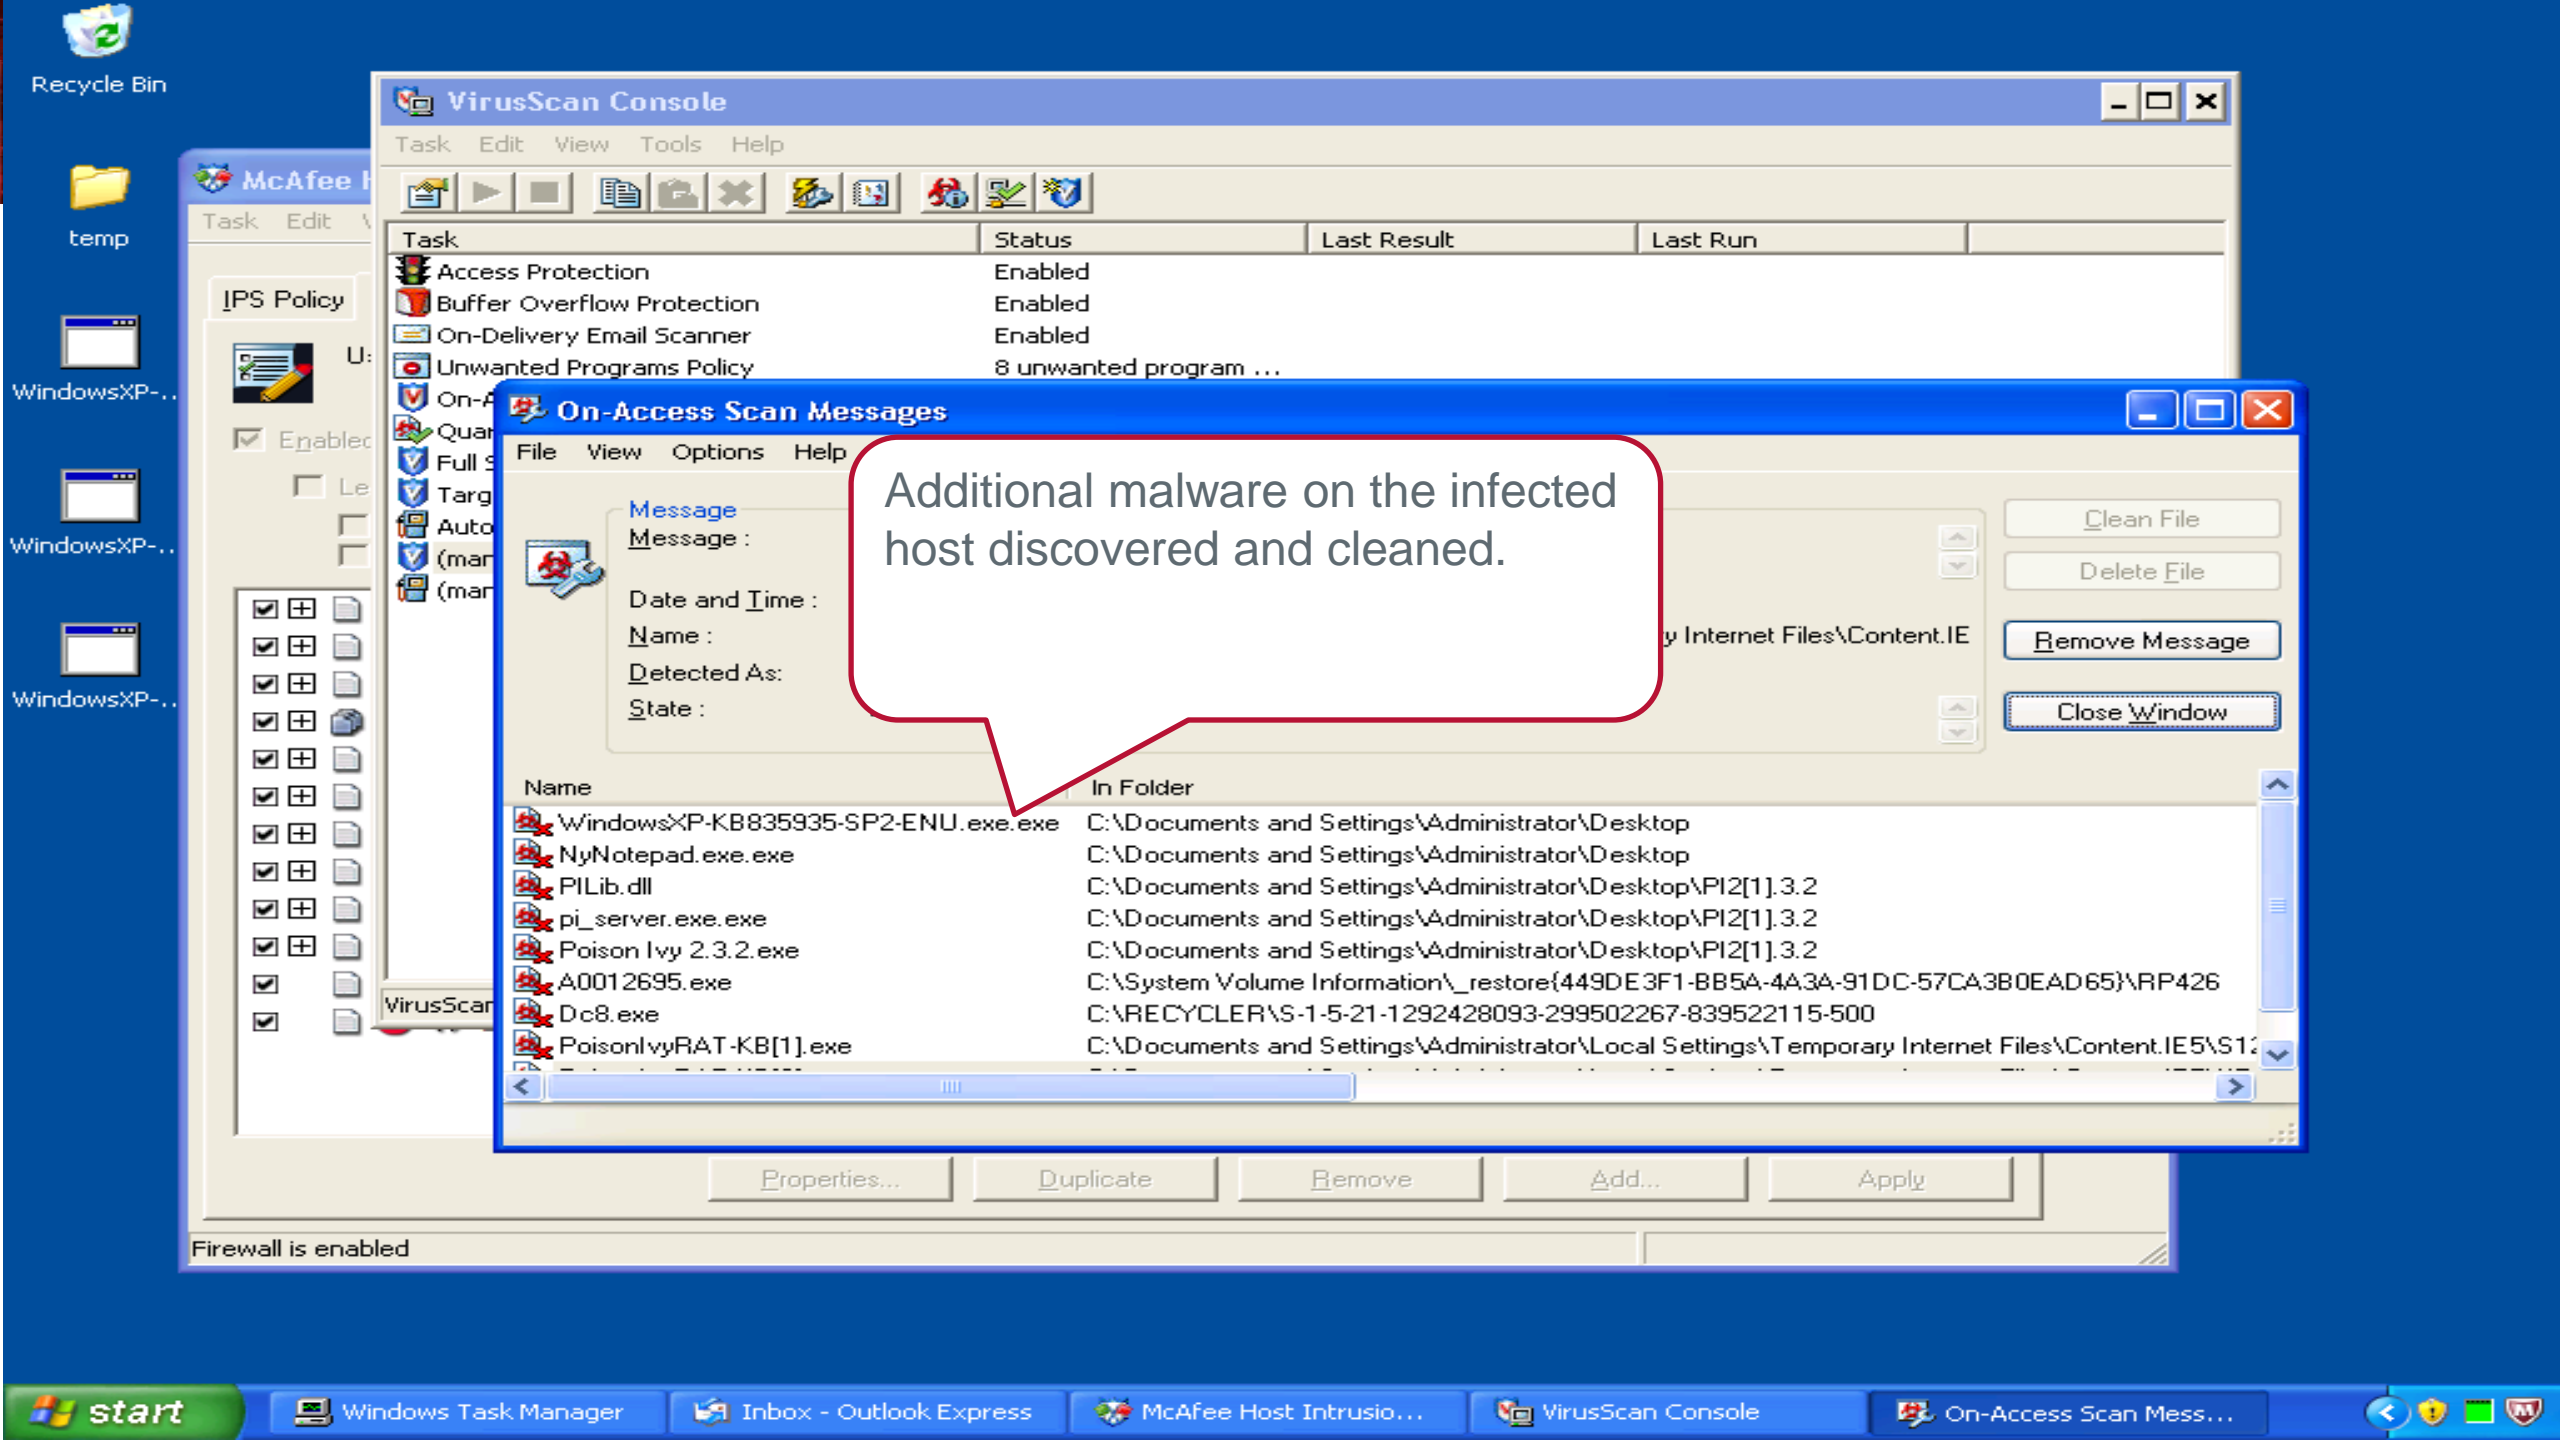 Recycle Bin
temp
WindowsXP-..
WindowsXP-..
WindowsXP-..
McAfee
Task Edit
IPS Policy
Enabled
VirusScan Console
Task Edit View Tools Help
Task Status Last Result Last Run
Access Protection Enabled
Buffer Overflow Protection Enabled
On-Delivery Email Scanner Enabled
Unwanted Programs Policy 8 unwanted program ...
On-A
Quar
Full S
Targ
Auto
(mar
(mar
VirusScan
On-Access Scan Messages
File View Options Help
Additional malware on the infected
host discovered and cleaned.
Message
Message :
Date and Time :
Name : y Internet Files\Content.IE
Detected As:
State :
Clean File
Delete File
Remove Message
Close Window
Name In Folder
WindowsXP-KB835935-SP2-ENU.exe.exe C:\Documents and Settings\Administrator\Desktop
NyNotepad.exe.exe C:\Documents and Settings\Administrator\Desktop
PILib.dll C:\Documents and Settings\Administrator\Desktop\PI2[1].3.2
pi_server.exe.exe C:\Documents and Settings\Administrator\Desktop\PI2[1].3.2
Poison Ivy 2.3.2.exe C:\Documents and Settings\Administrator\Desktop\PI2[1].3.2
A0012695.exe C:\System Volume Information\_restore{449DE3F1-BB5A-4A3A-91DC-57CA3B0EAD65}\RP426
Dc8.exe C:\RECYCLER\S-1-5-21-1292428093-299502267-839522115-500
PoisonIvyRAT-KB[1].exe C:\Documents and Settings\Administrator\Local Settings\Temporary Internet Files\Content.IE5\S12
Properties... Duplicate Remove Add... Apply
Firewall is enabled
start Windows Task Manager Inbox - Outlook Express McAfee Host Intrusio... VirusScan Console On-Access Scan Mess...